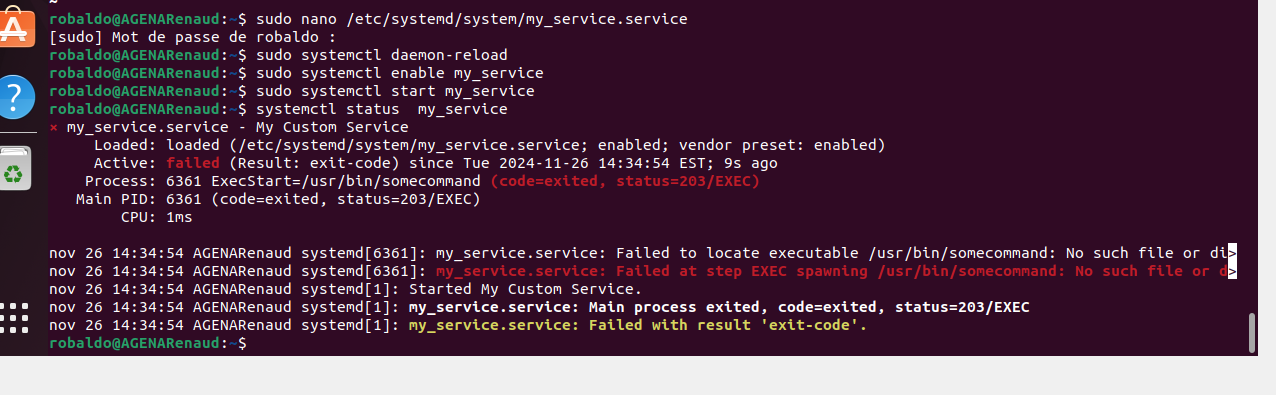 ~
robaldo@AGENARenaud:~$ sudo nano /etc/systemd/system/my_service.service
[sudo] Mot de passe de robaldo :
robaldo@AGENARenaud:~$ sudo systemctl daemon-reload
robaldo@AGENARenaud:~$ sudo systemctl enable my_service
robaldo@AGENARenaud:~$ sudo systemctl start my_service
robaldo@AGENARenaud:~$ systemctl status  my_service
× my_service.service - My Custom Service
     Loaded: loaded (/etc/systemd/system/my_service.service; enabled; vendor preset: enabled)
     Active: failed (Result: exit-code) since Tue 2024-11-26 14:34:54 EST; 9s ago
    Process: 6361 ExecStart=/usr/bin/somecommand (code=exited, status=203/EXEC)
   Main PID: 6361 (code=exited, status=203/EXEC)
        CPU: 1ms
nov 26 14:34:54 AGENARenaud systemd[6361]: my_service.service: Failed to locate executable /usr/bin/somecommand: No such file or di>
nov 26 14:34:54 AGENARenaud systemd[6361]: my_service.service: Failed at step EXEC spawning /usr/bin/somecommand: No such file or d>
nov 26 14:34:54 AGENARenaud systemd[1]: Started My Custom Service.
nov 26 14:34:54 AGENARenaud systemd[1]: my_service.service: Main process exited, code=exited, status=203/EXEC
nov 26 14:34:54 AGENARenaud systemd[1]: my_service.service: Failed with result 'exit-code'.
robaldo@AGENARenaud:~$